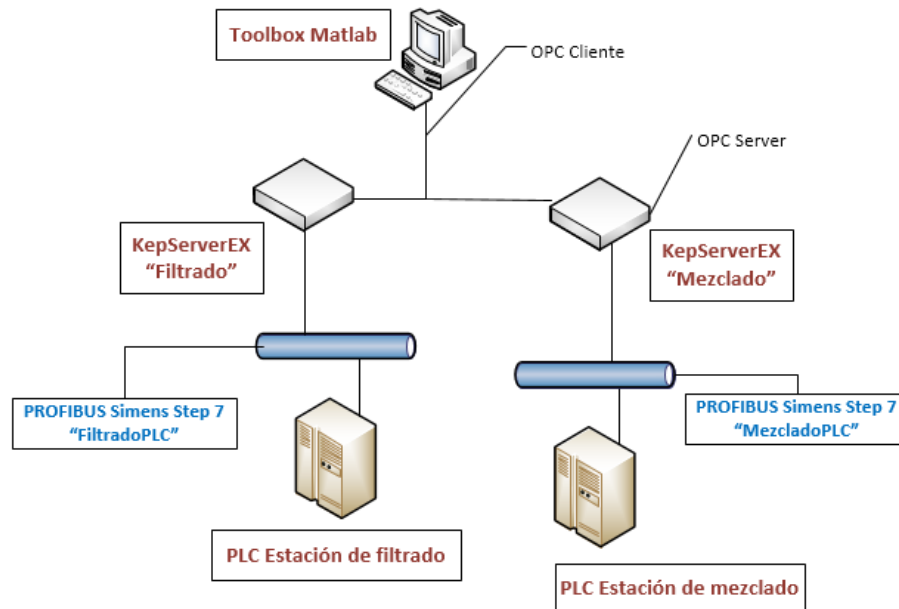 Toolbox Matlab
OPC Cliente
OPC Server
KepServerEX
“Filtrado”
KepServerEX
“Mezclado”
PROFIBUS Simens Step 7
“FiltradoPLC”
PROFIBUS Simens Step 7
“MezcladoPLC”
PLC Estación de filtrado
PLC Estación de mezclado